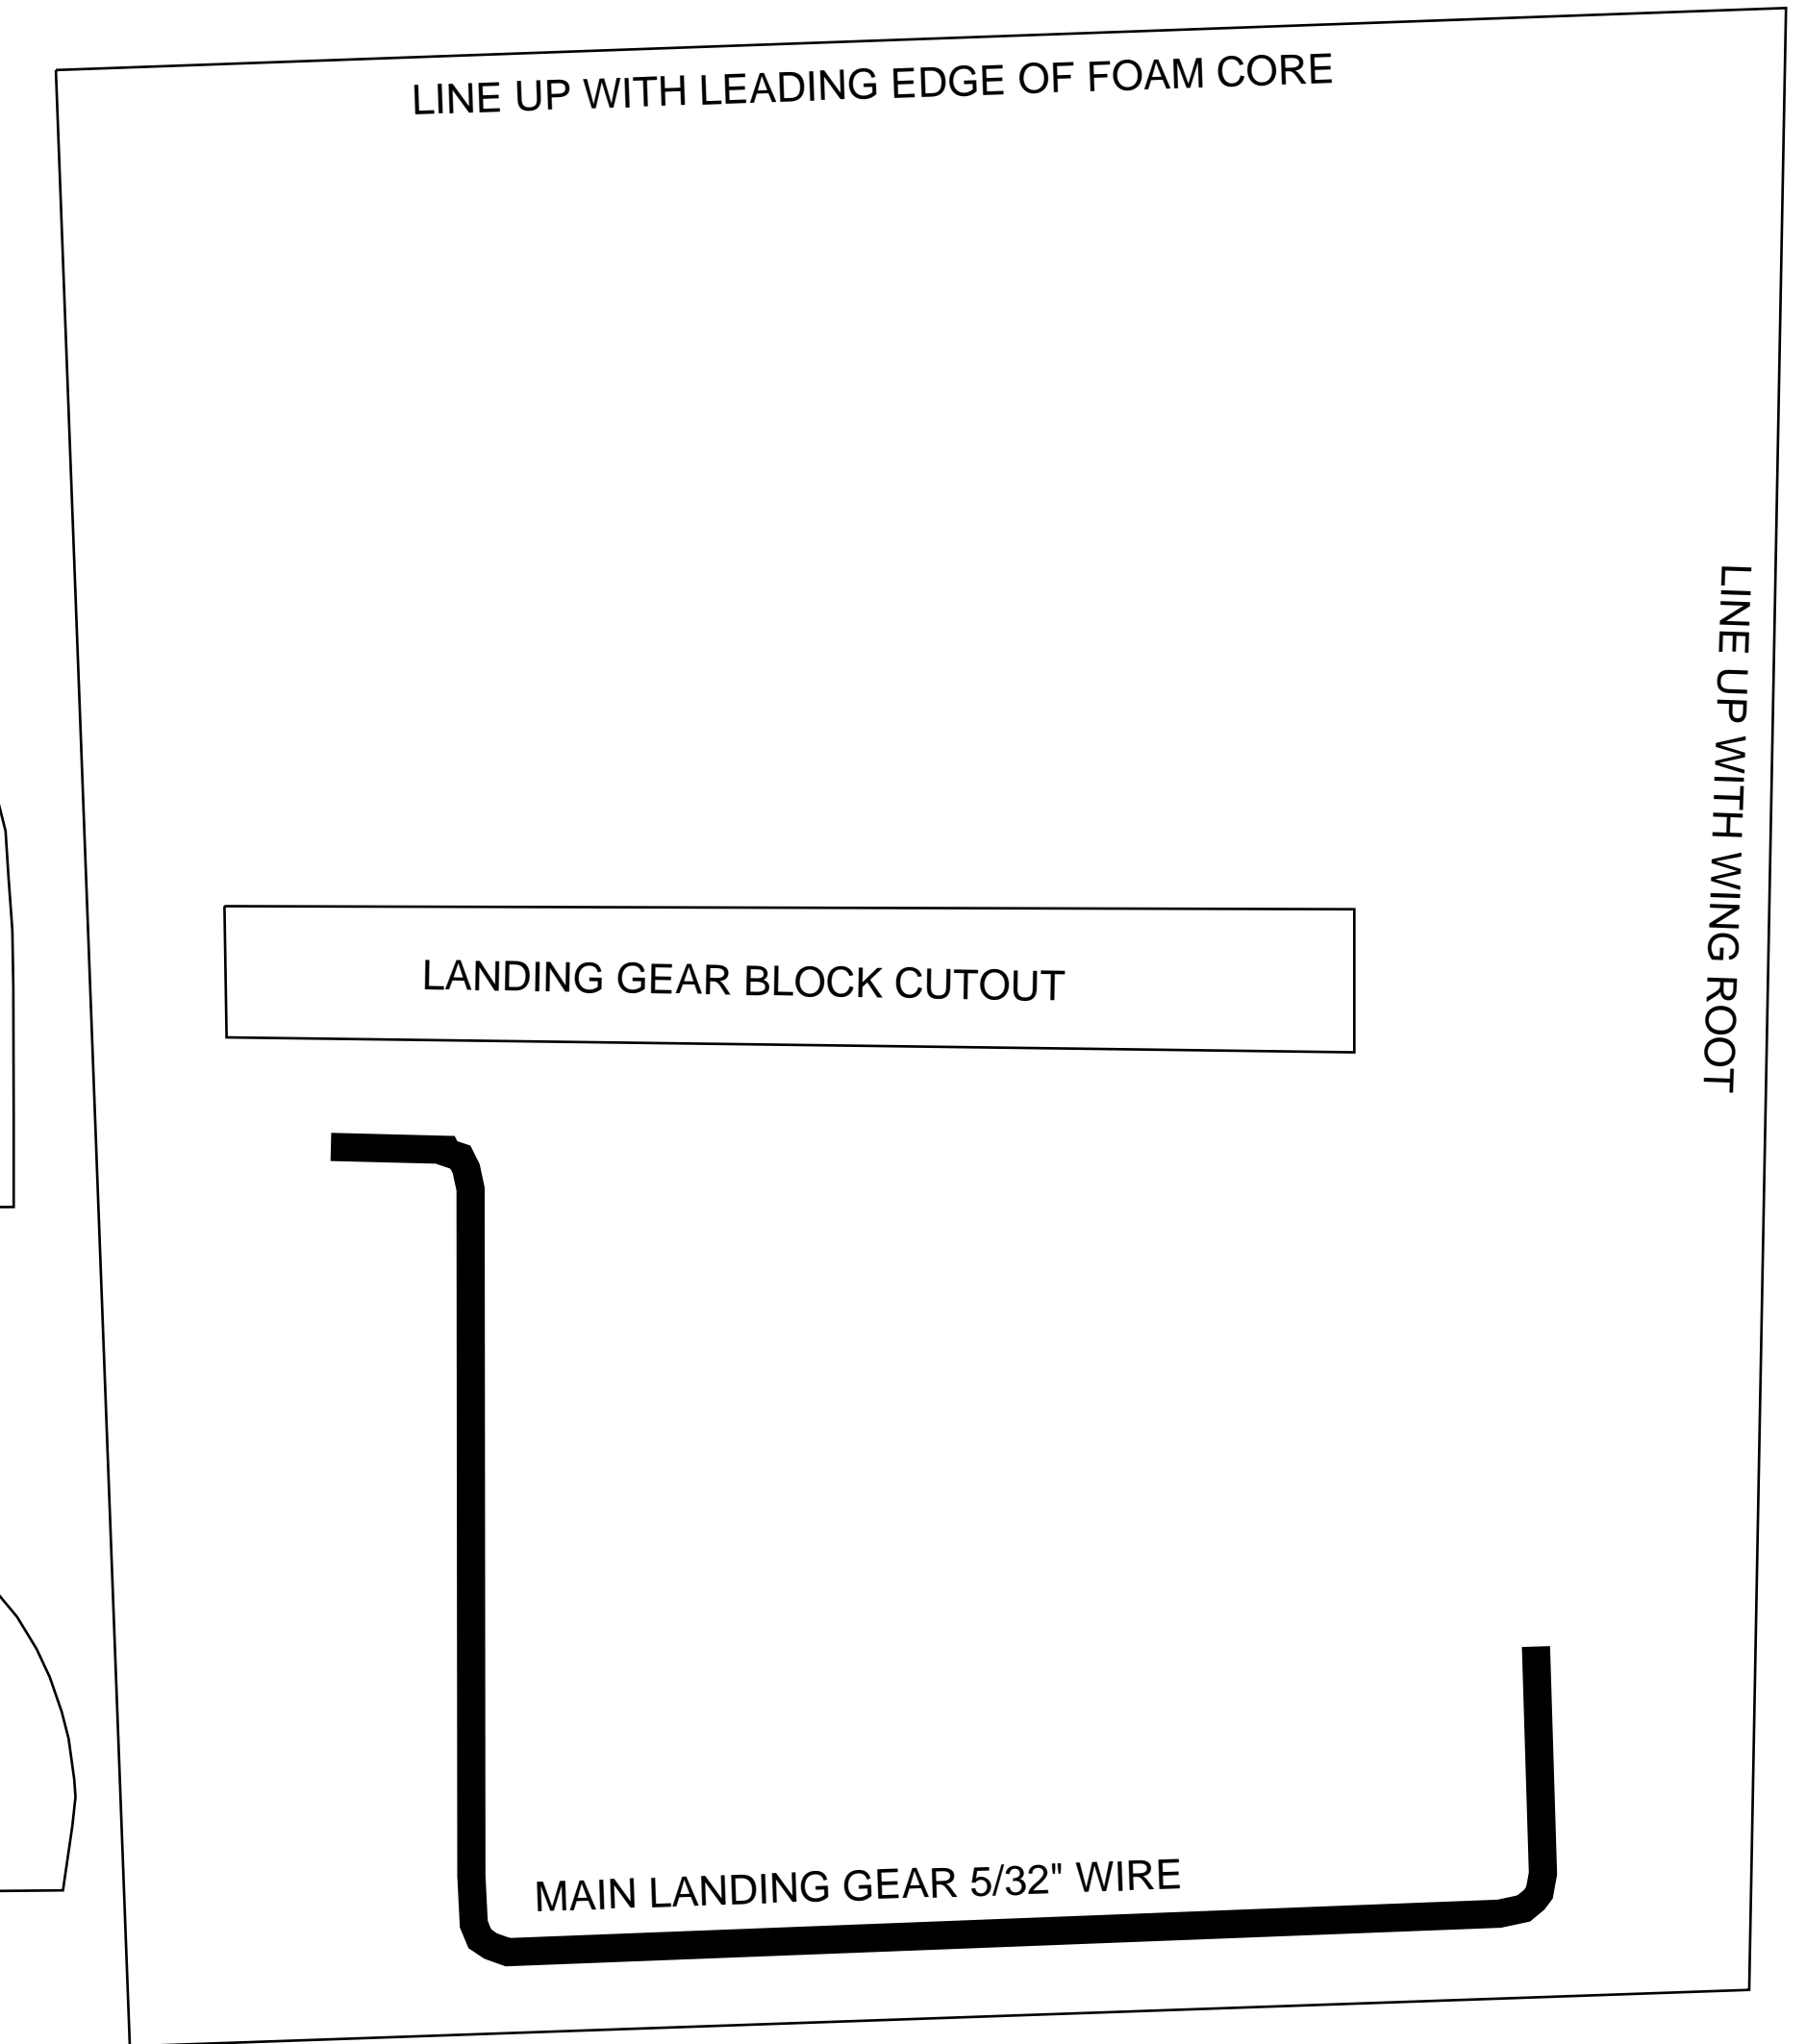 LINE UP WITH LEADING EDGE OF FOAM CORE
LINE UP WITH WING ROOT
LANDING GEAR BLOCK CUTOUT
MAIN LANDING GEAR 5/32" WIRE